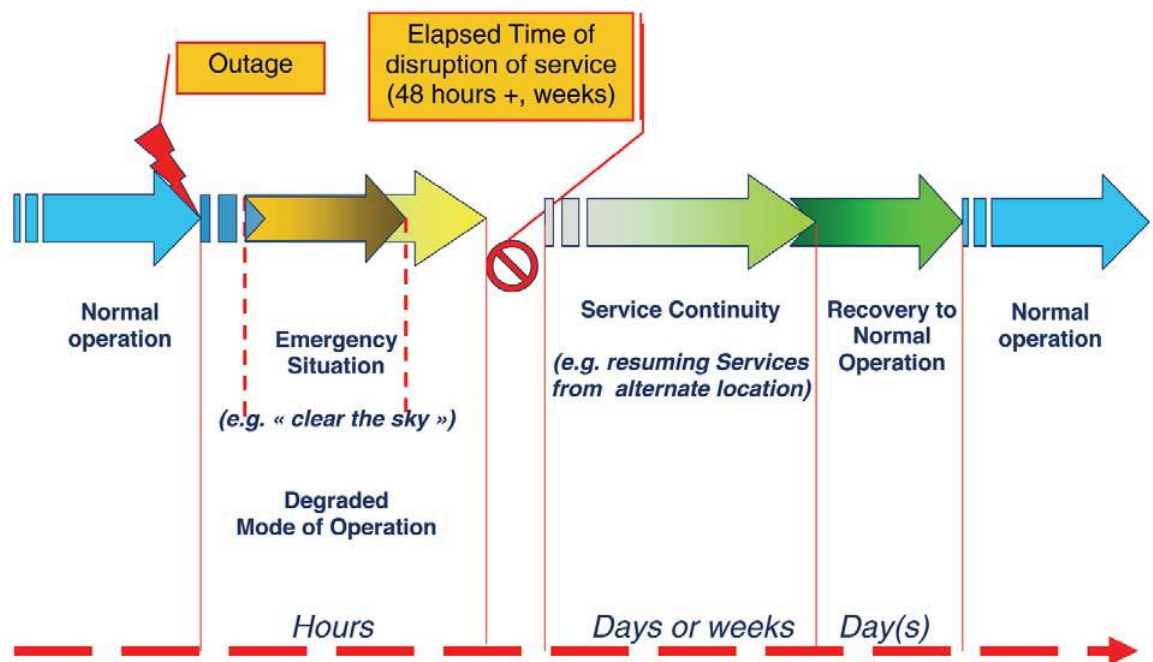 Outage
Elapsed Time of
disruption of service
(48 hours +, weeks)
Normal
operation
Emergency
Situation
(e.g. « clear the sky »)
Degraded
Mode of Operation
Service Continuity
(e.g. resuming Services
from alternate location)
Recovery to
Normal
Operation
Normal
operation
Hours
Days or weeks
Day(s)